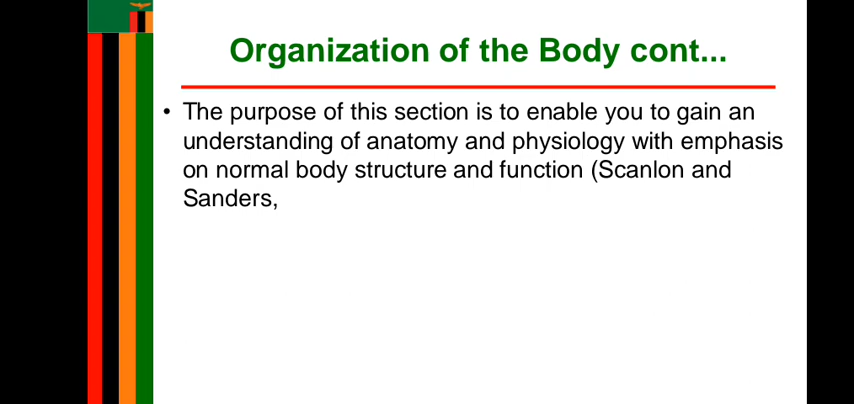 Organization of the Body cont...
• The purpose of this section is to enable you to gain an
understanding of anatomy and physiology with emphasis
on normal body structure and function (Scanlon and
Sanders,